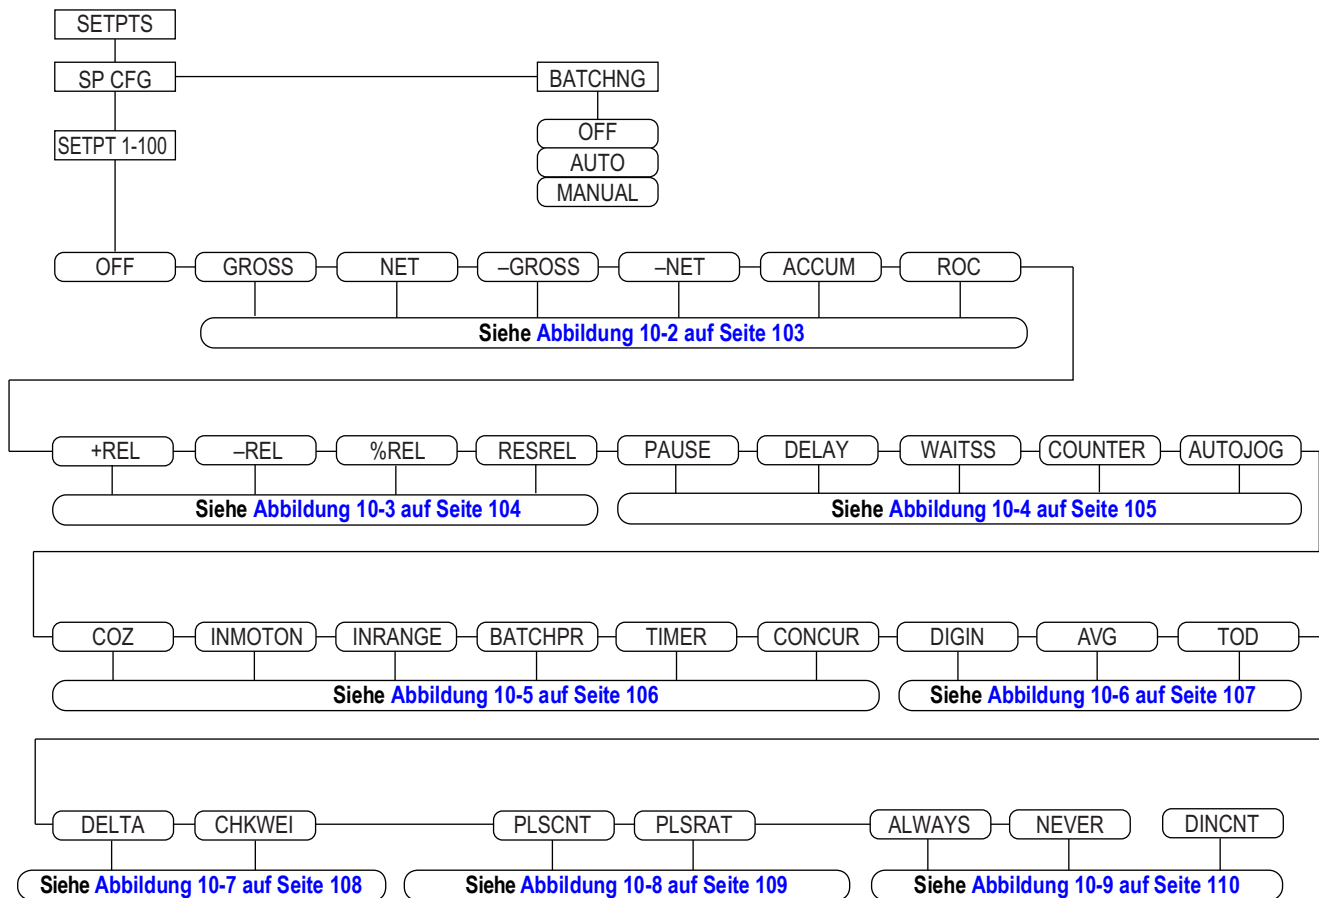 SETPTS
SP CFG
BATCHNG
SETPT 1-100
OFF
AUTO
MANUAL
OFF GROSS NET –GROSS –NET ACCUM ROC
Siehe Abbildung 10-2 auf Seite 103
+REL –REL %REL RESREL PAUSE DELAY WAITSS COUNTER AUTOJOG
Siehe Abbildung 10-3 auf Seite 104
Siehe Abbildung 10-4 auf Seite 105
COZ INMOTON INRANGE BATCHPR TIMER CONCUR DIGIN AVG TOD
Siehe Abbildung 10-5 auf Seite 106
Siehe Abbildung 10-6 auf Seite 107
DELTA CHKWEI PLSCNT PLSRAT ALWAYS NEVER DINCNT
Siehe Abbildung 10-7 auf Seite 108
Siehe Abbildung 10-8 auf Seite 109
Siehe Abbildung 10-9 auf Seite 110